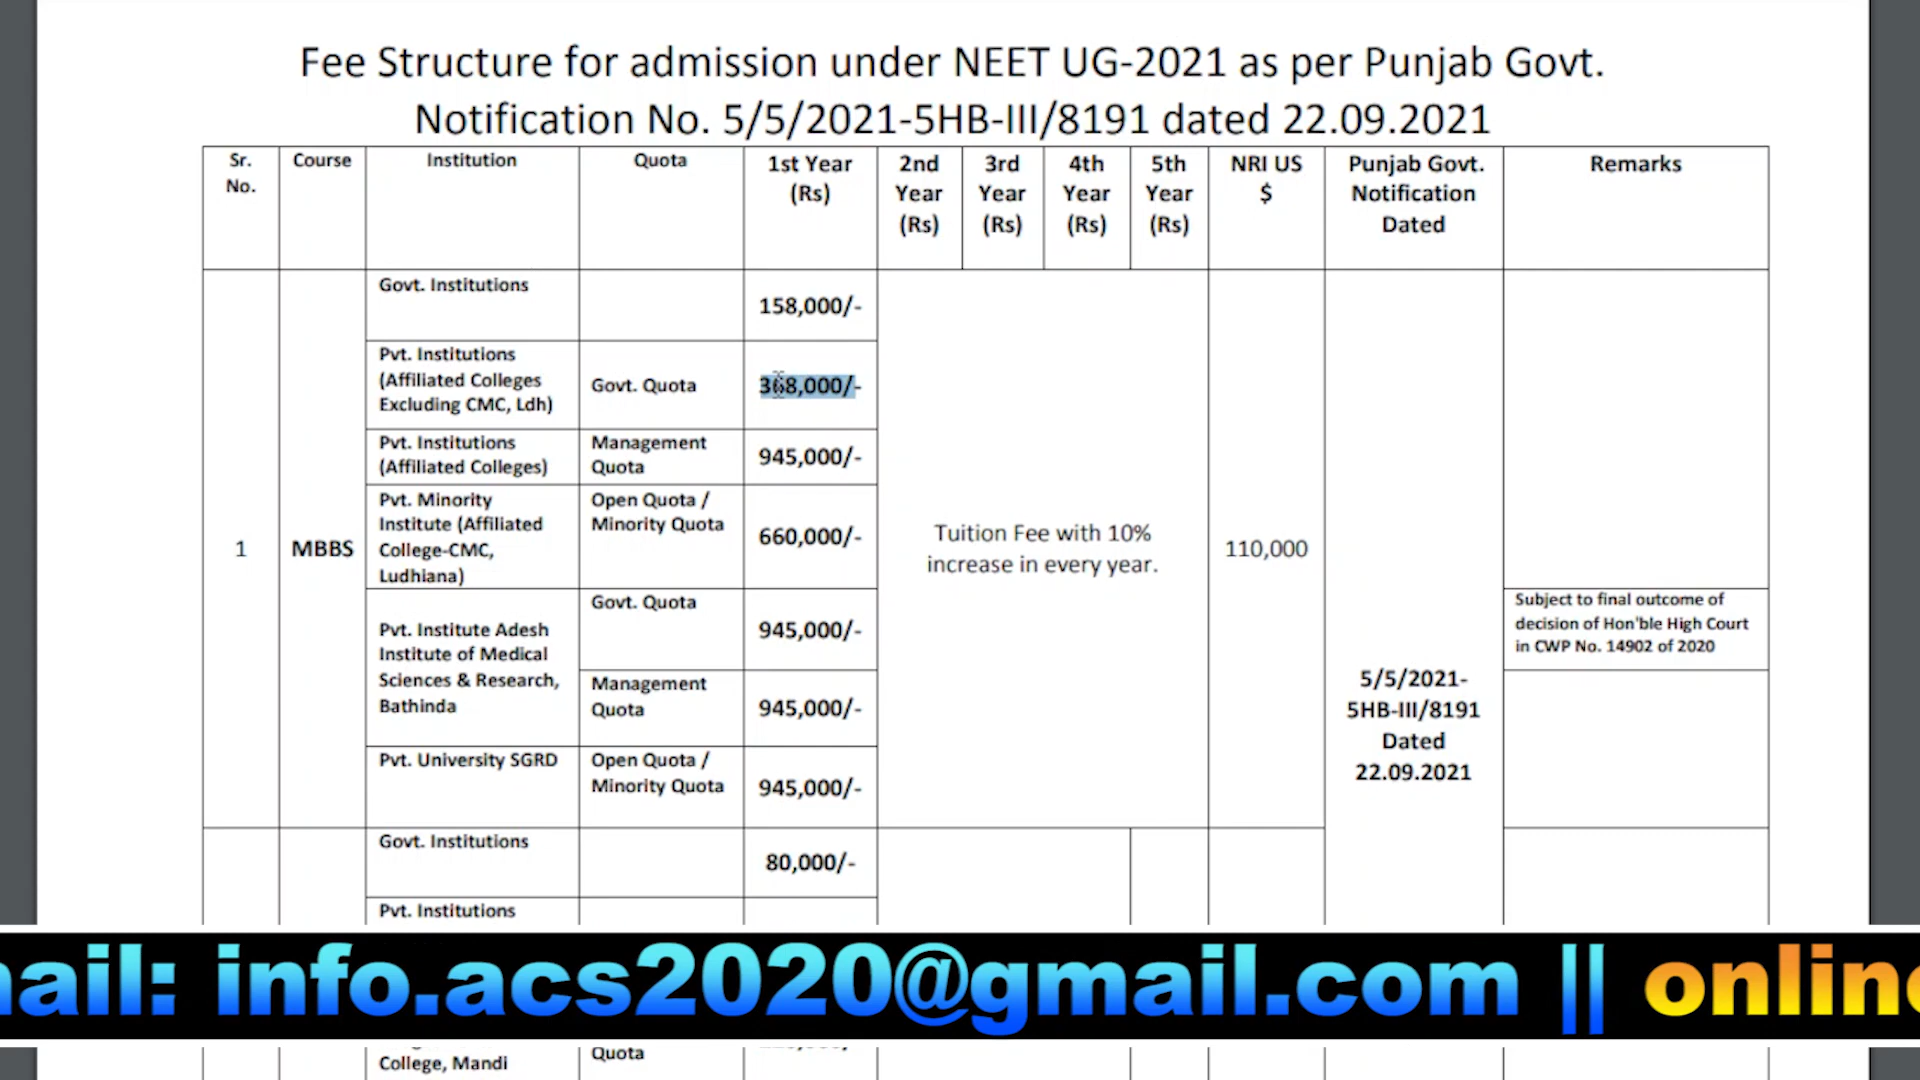 Fee Structure for admission under NEET UG-2021 as per Punjab Govt.
Notification No. 5/5/2021-5HB-III/8191 dated 22.09.2021
Sr.
No.
Course
Institution
Quota
1st Year
(Rs)
2nd
Year
(Rs)
3rd
Year
(Rs)
4th
Year
(Rs)
5th
Year
(Rs)
NRI US
$
Punjab Govt.
Notification
Dated
Remarks
1
MBBS
Govt. Institutions
158,000/-
Pvt. Institutions
(Affiliated Colleges
Excluding CMC, Ldh)
Govt. Quota
368,000/-
Pvt. Institutions
(Affiliated Colleges)
Management
Quota
945,000/-
Pvt. Minority
Institute (Affiliated
College-CMC,
Ludhiana)
Open Quota /
Minority Quota
660,000/-
Pvt. Institute Adesh
Institute of Medical
Sciences & Research,
Bathinda
Govt. Quota
945,000/-
Management
Quota
945,000/-
Pvt. University SGRD
Open Quota /
Minority Quota
945,000/-
Tuition Fee with 10%
increase in every year.
110,000
5/5/2021-
5HB-III/8191
Dated
22.09.2021
Subject to final outcome of
decision of Hon'ble High Court
in CWP No. 14902 of 2020
Govt. Institutions
80,000/-
Pvt. Institutions
ail: info.acs2020@gmail.com || online
College, Mandi
Quota